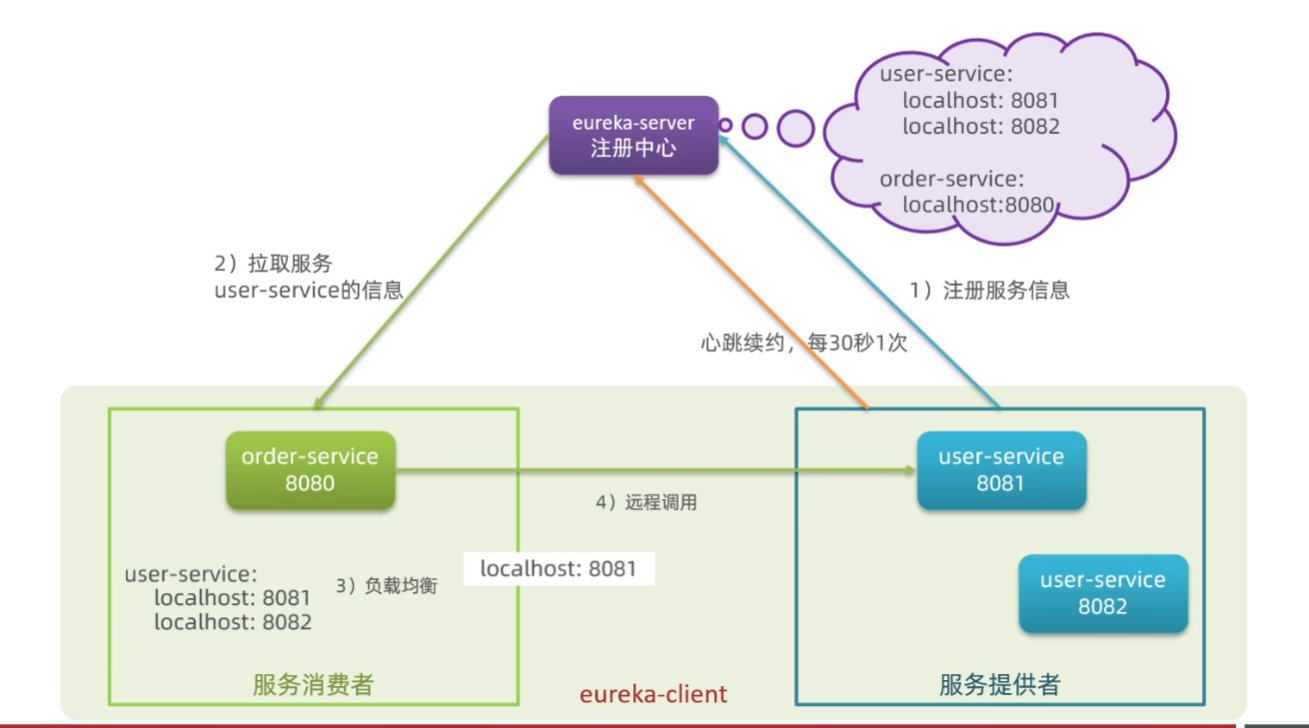 eureka-server
注册中心
user-service:
localhost: 8081
localhost: 8082
order-service:
localhost:8080
2）拉取服务
user-service的信息
1）注册服务信息
心跳续约，每30秒1次
order-service
8080
user-service
8081
4）远程调用
user-service:
localhost: 8081
localhost: 8082
3）负载均衡
localhost: 8081
user-service
8082
服务消费者
eureka-client
服务提供者